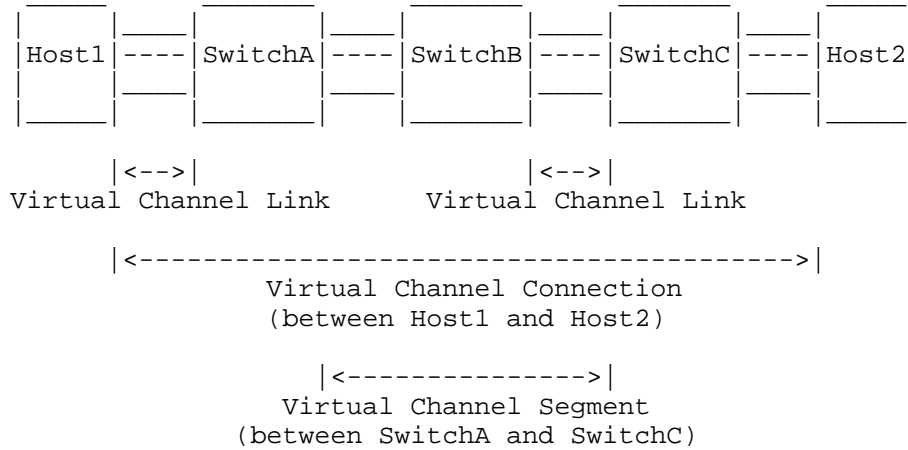 Host1 ---- SwitchA ---- SwitchB ---- SwitchC ---- Host2
|<-->| |<-->|
Virtual Channel Link Virtual Channel Link
|<----------------------------------------->|
Virtual Channel Connection
(between Host1 and Host2)
|<--------------->|
Virtual Channel Segment
(between SwitchA and SwitchC)